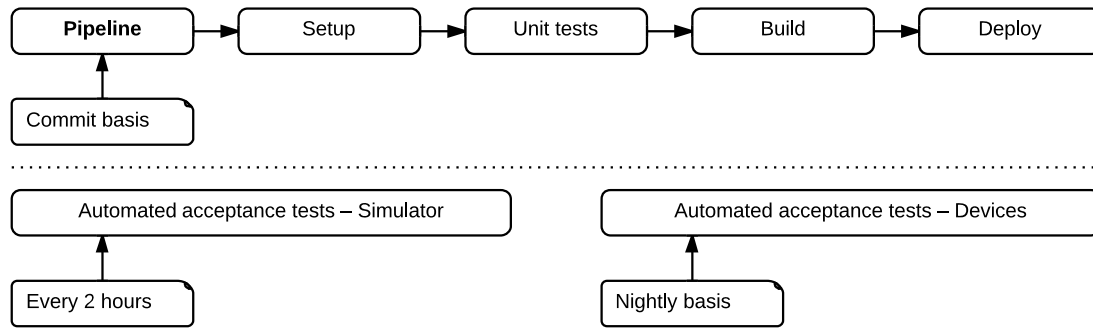 Pipeline
Setup
Unit tests
Build
Deploy
Commit basis
Automated acceptance tests – Simulator
Automated acceptance tests – Devices
Every 2 hours
Nightly basis